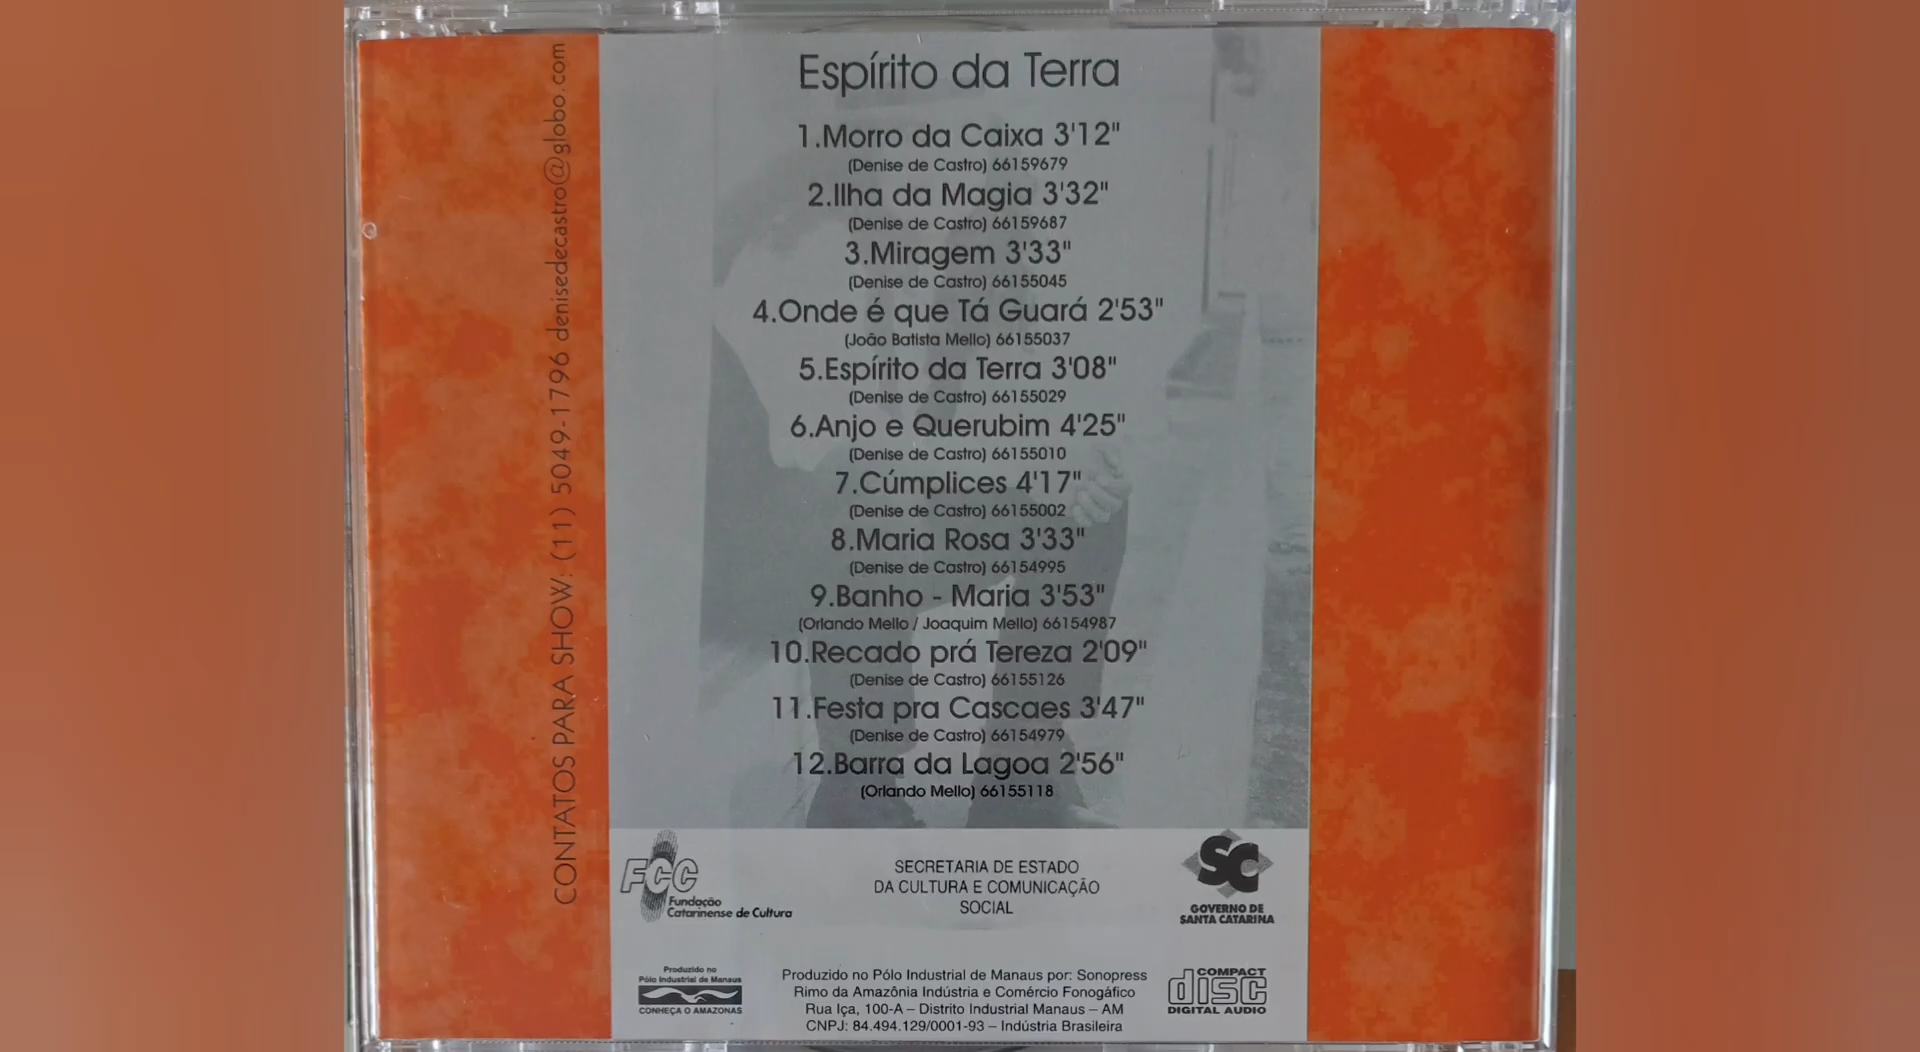 Espírito da Terra
1.Morro da Caixa 3'12"
(Denise de Castro) 66159679
2.Ilha da Magia 3'32"
(Denise de Castro) 66159687
3.Miragem 3'33"
(Denise de Castro) 66155045
4.Onde é que Tá Guará 2'53"
(João Batista Mello) 66155037
5.Espírito da Terra 3'08"
(Denise de Castro) 66155029
6.Anjo e Querubim 4'25"
(Denise de Castro) 66155010
7.Cúmplices 4'17"
(Denise de Castro) 66155002
8.Maria Rosa 3'33"
(Denise de Castro) 66154995
9.Banho - Maria 3'53"
(Orlando Mello / Joaquim Mello) 66154987
10.Recado prá Tereza 2'09"
(Denise de Castro) 66155126
11.Festa pra Cascaes 3'47"
(Denise de Castro) 66154979
12.Barra da Lagoa 2'56"
(Orlando Mello) 66155118
CONTATOS PARA SHOW: (11) 5049-1796 denisedecastro@globo.com
FCC
Fundação
Catarinense de Cultura
SECRETARIA DE ESTADO
DA CULTURA E COMUNICAÇÃO
SOCIAL
SC
GOVERNO DE
SANTA CATARINA
Produzido no
Pólo Industrial de Manaus
CONHEÇA O AMAZONAS
Produzido no Pólo Industrial de Manaus por: Sonopress
Rimo da Amazônia Indústria e Comércio Fonogáfico
Rua Iça, 100-A – Distrito Industrial Manaus – AM
CNPJ: 84.494.129/0001-93 – Indústria Brasileira
COMPACT
disc
DIGITAL AUDIO